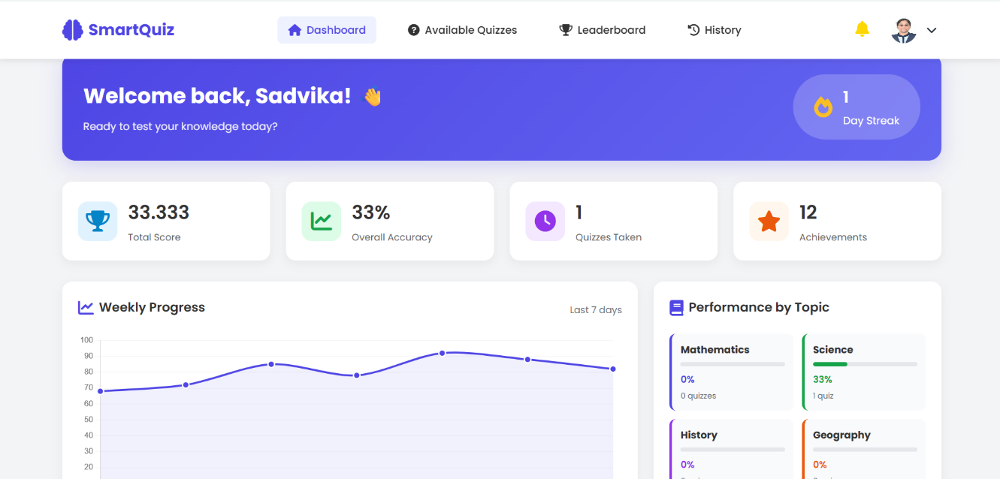 SmartQuiz
Dashboard
Available Quizzes
Leaderboard
History
Welcome back, Sadvika! 👋
Ready to test your knowledge today?
1
Day Streak
33.333
Total Score
33%
Overall Accuracy
1
Quizzes Taken
12
Achievements
Weekly Progress
Last 7 days
100
90
80
70
60
50
40
30
20
Performance by Topic
Mathematics
0%
0 quizzes
Science
33%
1 quiz
History
0%
Geography
0%